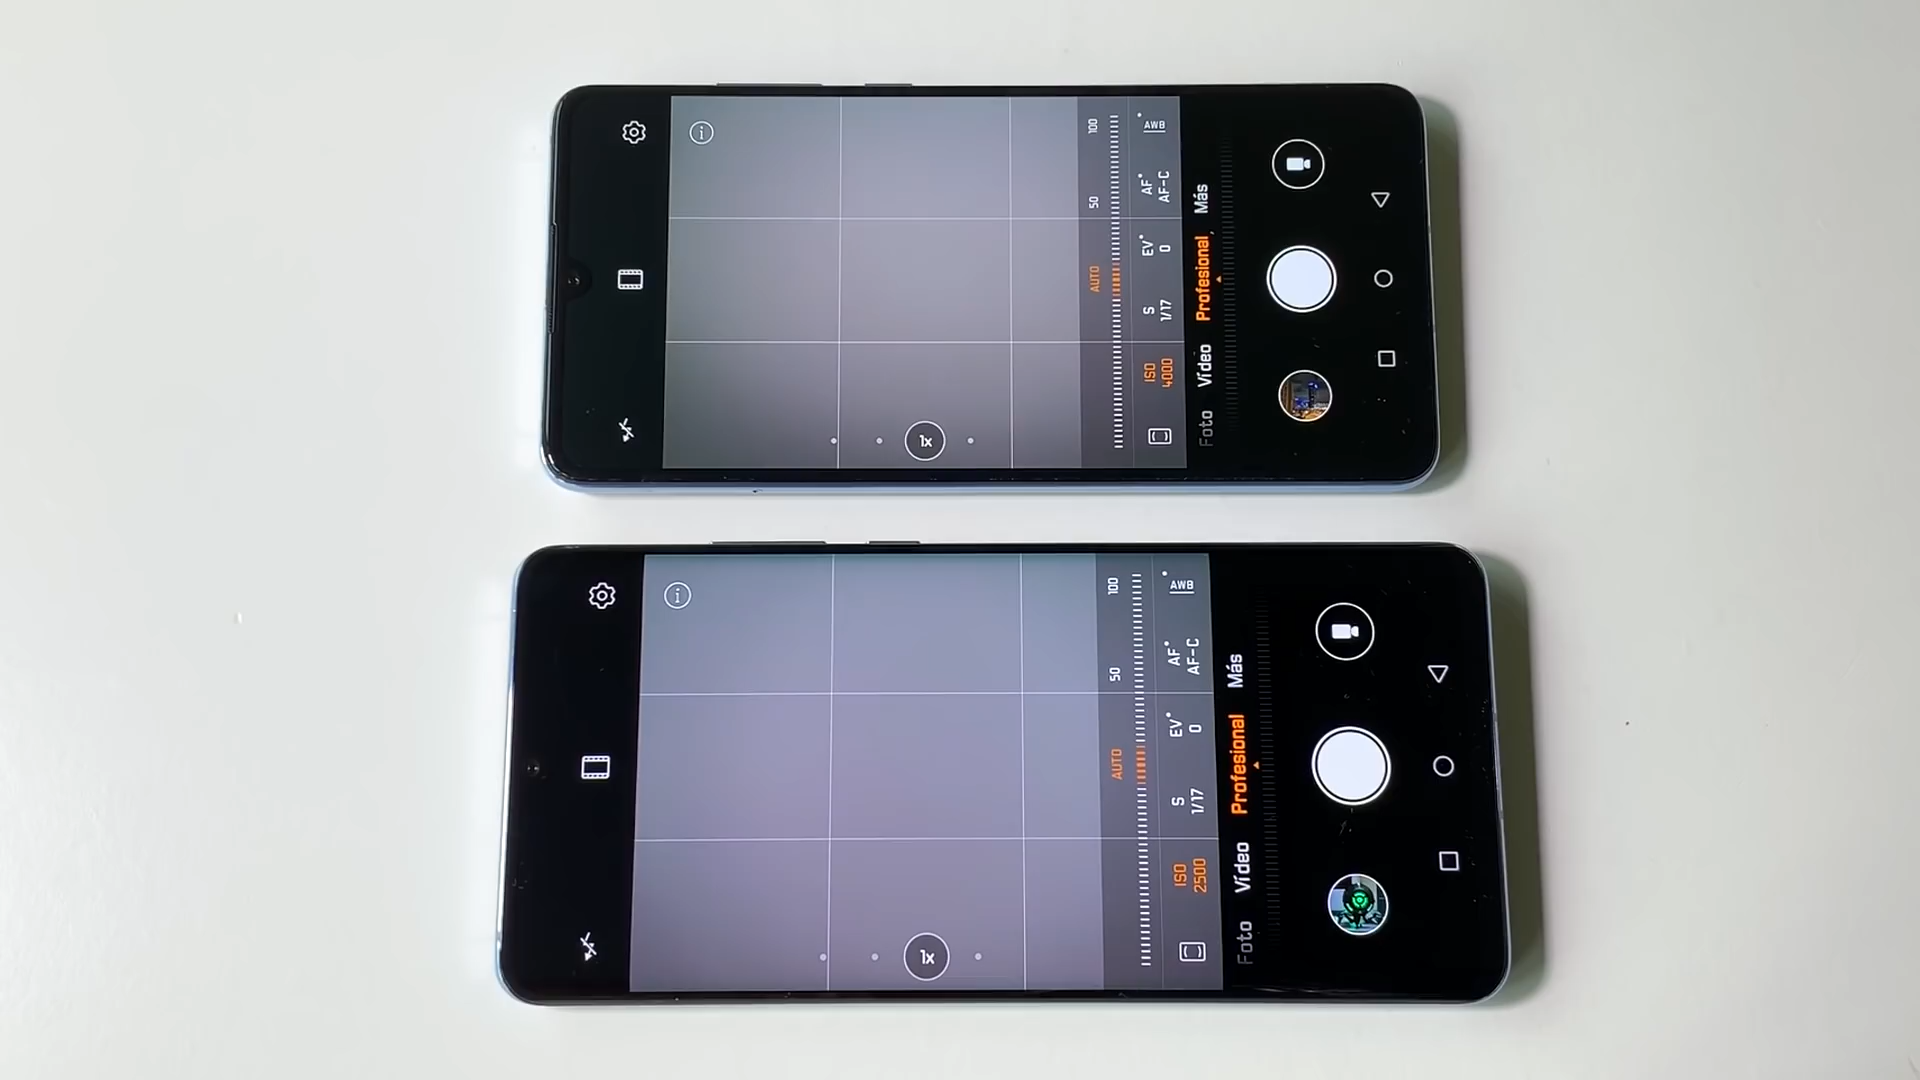 1x
ISO
4000
S
1/17
EV
0
AF
AF-C
AWB
AUTO
50
100
Foto
Vídeo
Profesional
Más
1x
ISO
2500
S
1/17
EV
0
AF
AF-C
AWB
AUTO
50
100
Foto
Vídeo
Profesional
Más